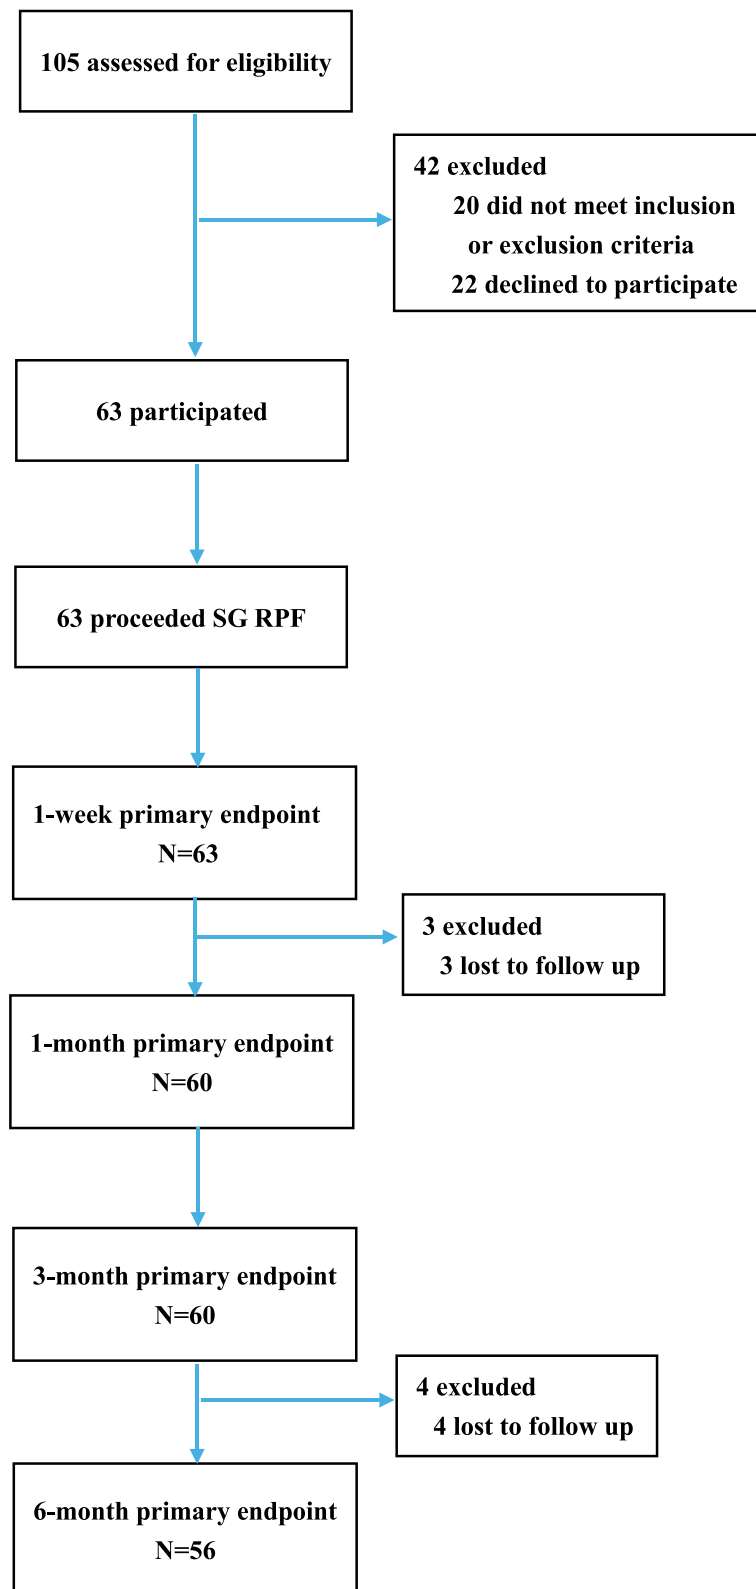 105 assessed for eligibility
42 excluded
20 did not meet inclusion
or exclusion criteria
22 declined to participate
63 participated
63 proceeded SG RPF
1-week primary endpoint
N=63
3 excluded
3 lost to follow up
1-month primary endpoint
N=60
3-month primary endpoint
N=60
4 excluded
4 lost to follow up
6-month primary endpoint
N=56